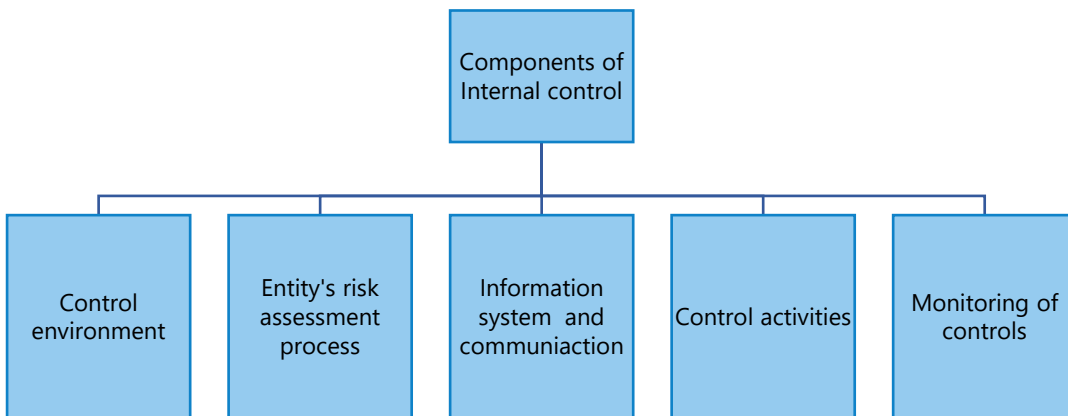 Components of
Internal control
Control
environment
Entity's risk
assessment
process
Information
system and
communiaction
Control activities
Monitoring of
controls